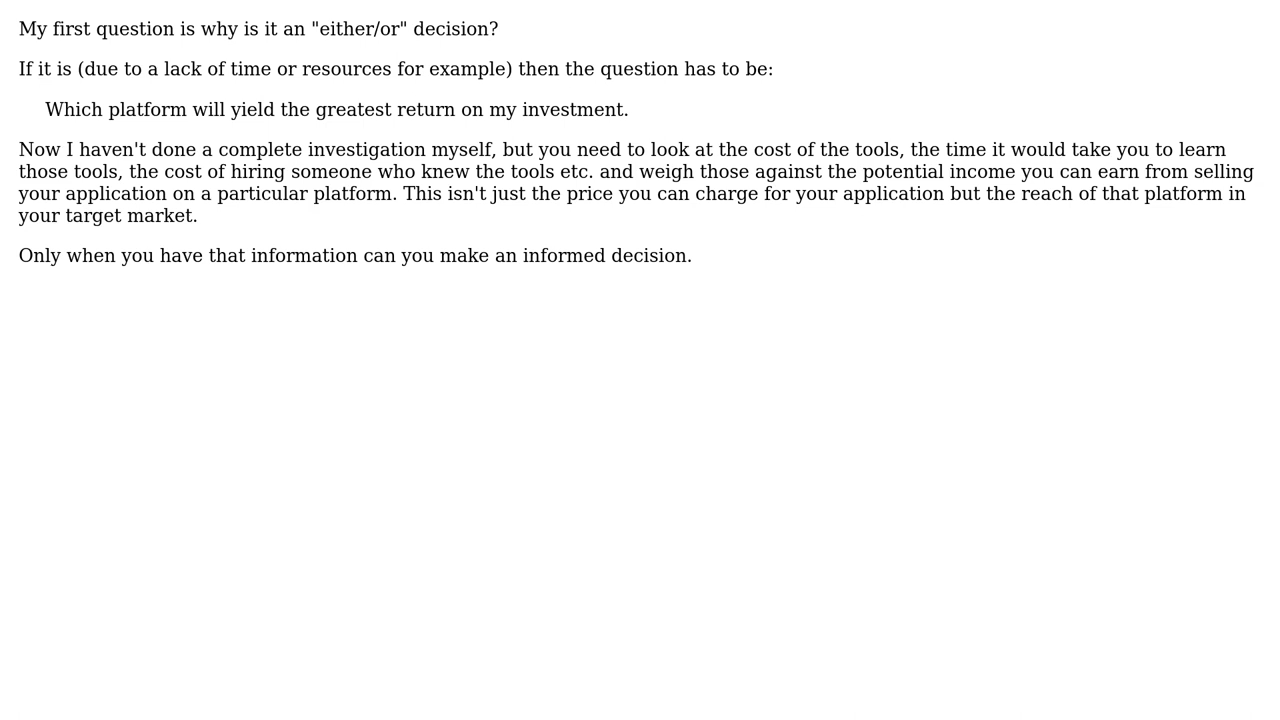 My first question is why is it an "either/or" decision?
If it is (due to a lack of time or resources for example) then the question has to be:
Which platform will yield the greatest return on my investment.
Now I haven't done a complete investigation myself, but you need to look at the cost of the tools, the time it would take you to learn
those tools, the cost of hiring someone who knew the tools etc. and weigh those against the potential income you can earn from selling
your application on a particular platform. This isn't just the price you can charge for your application but the reach of that platform in
your target market.
Only when you have that information can you make an informed decision.